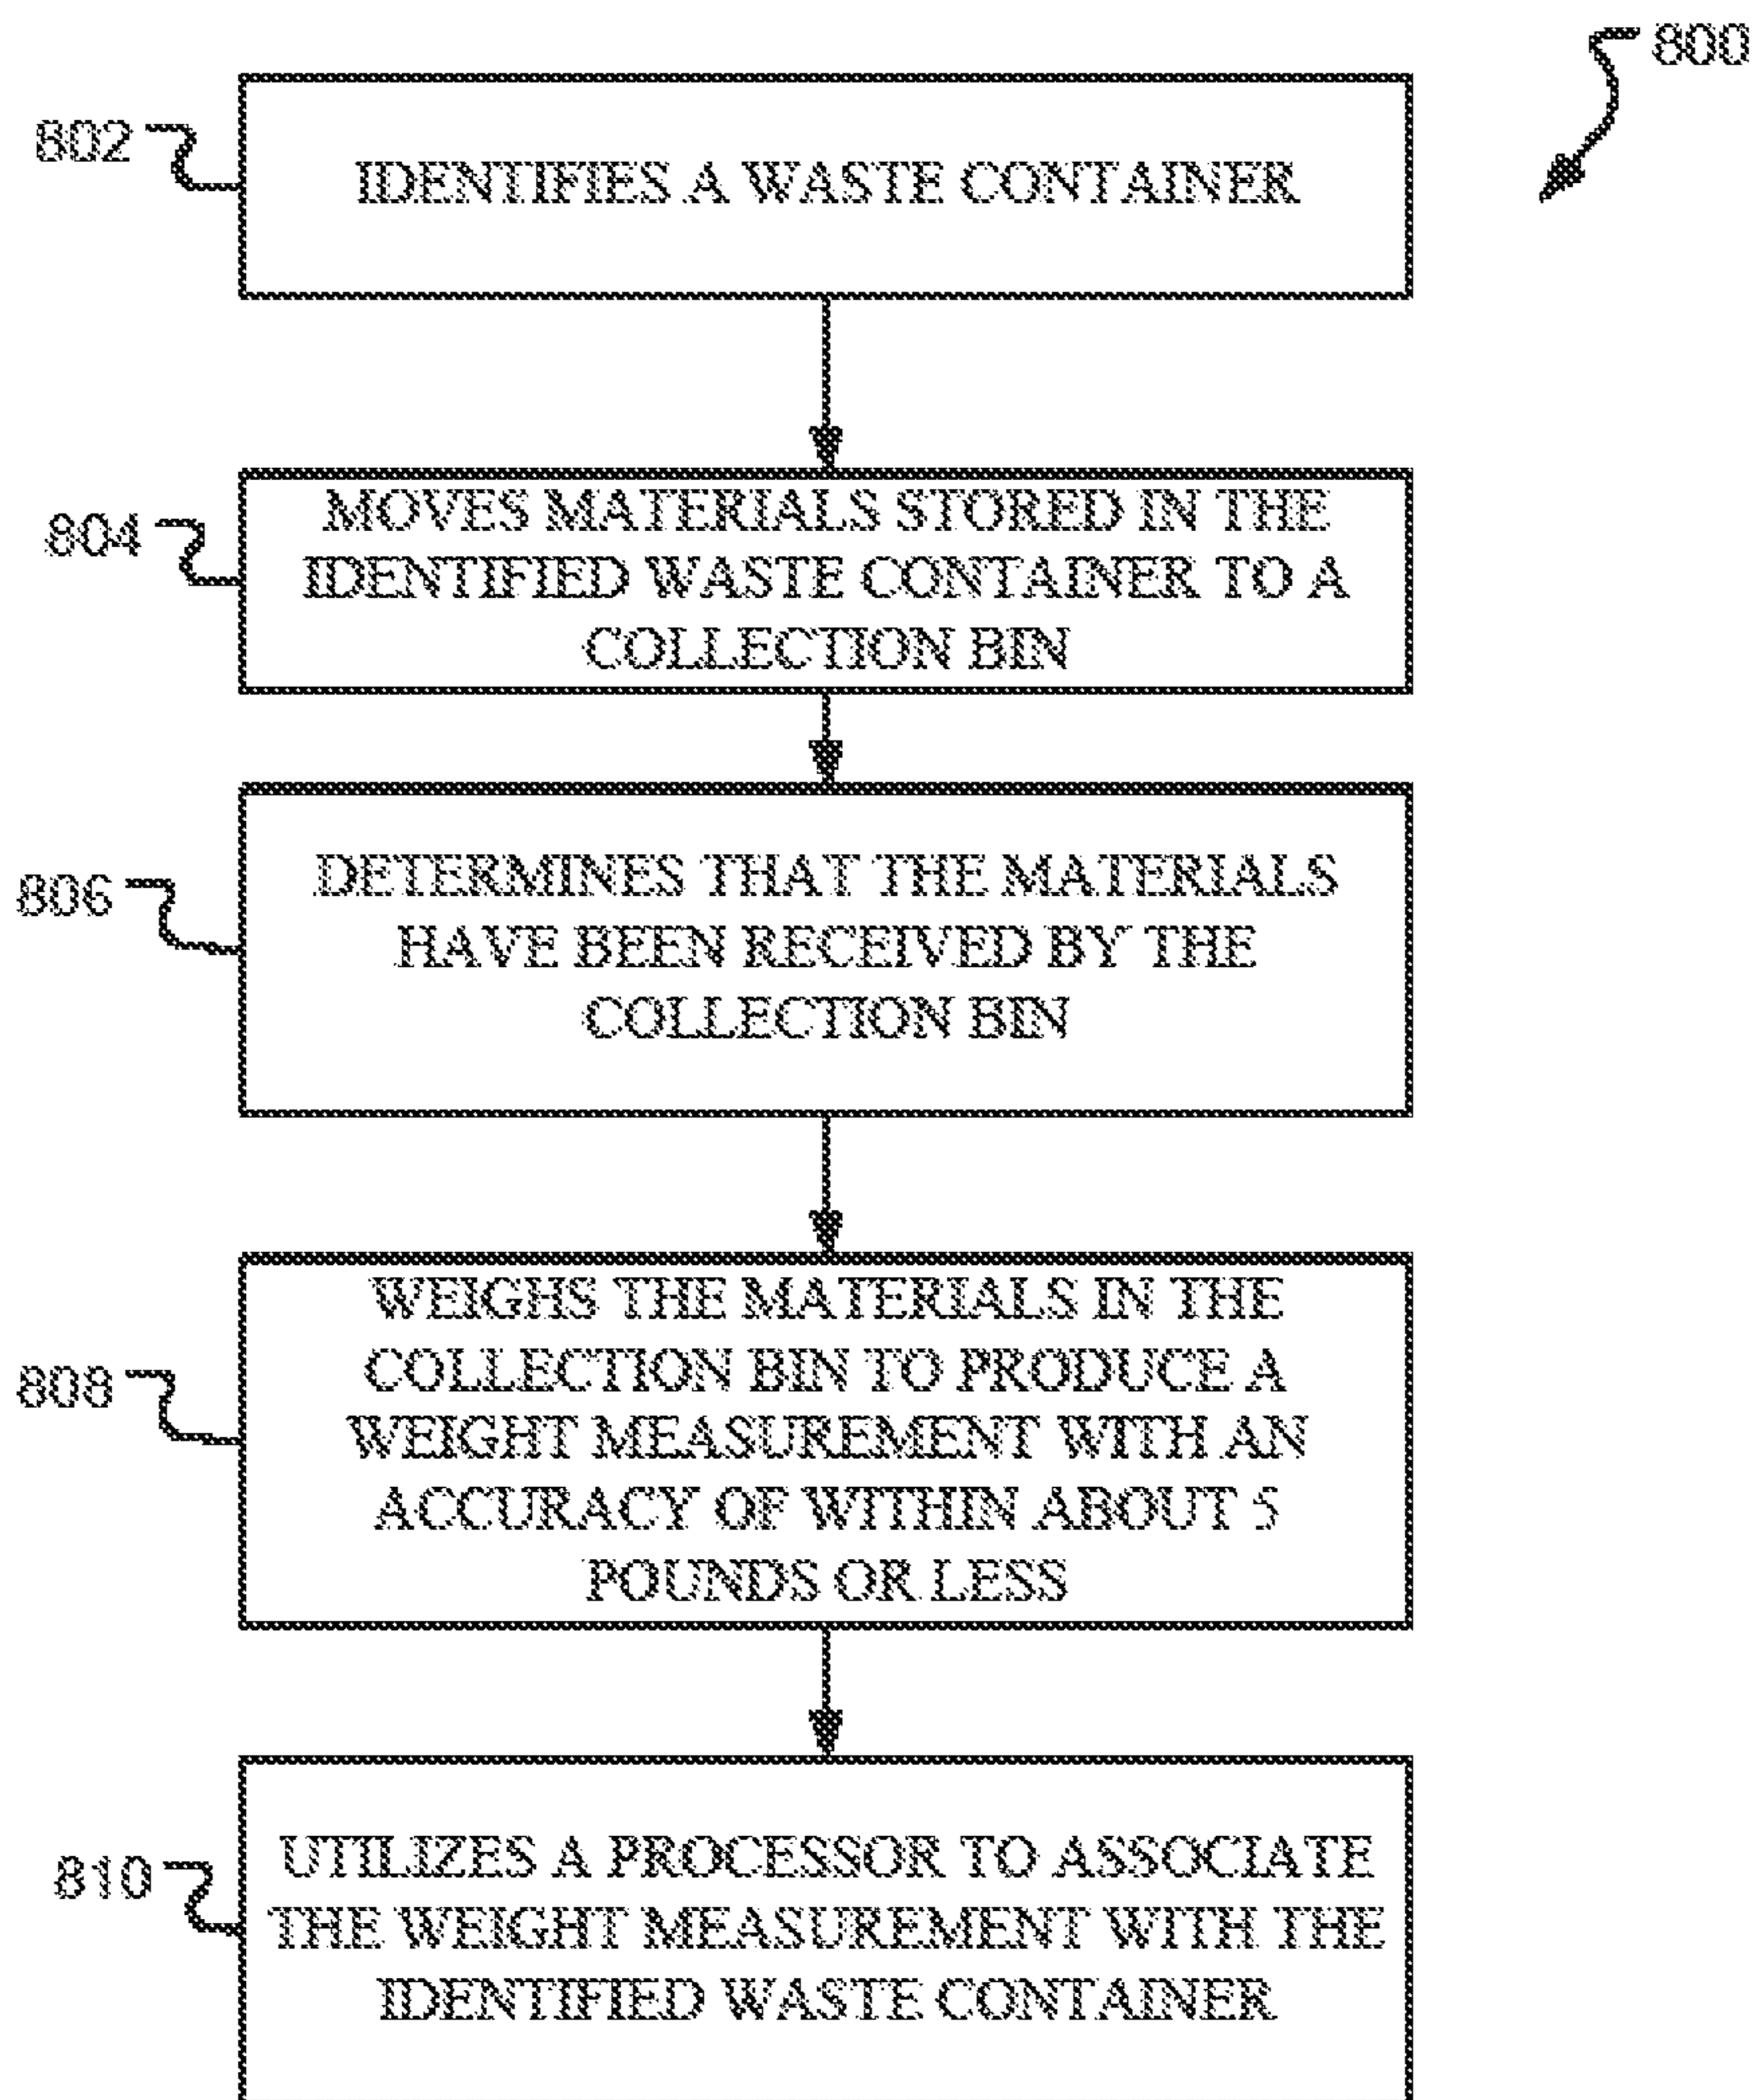 800
802
IDENTIFIES A WASTE CONTAINER
804
MOVES MATERIALS STORED IN THE
IDENTIFIED WASTE CONTAINER TO A
COLLECTION BIN
806
DETERMINES THAT THE MATERIALS
HAVE BEEN RECEIVED BY THE
COLLECTION BIN
808
WEIGHS THE MATERIALS IN THE
COLLECTION BIN TO PRODUCE A
WEIGHT MEASUREMENT WITH AN
ACCURACY OF WITHIN ABOUT 5
POUNDS OR LESS
810
UTILIZES A PROCESSOR TO ASSOCIATE
THE WEIGHT MEASUREMENT WITH THE
IDENTIFIED WASTE CONTAINER